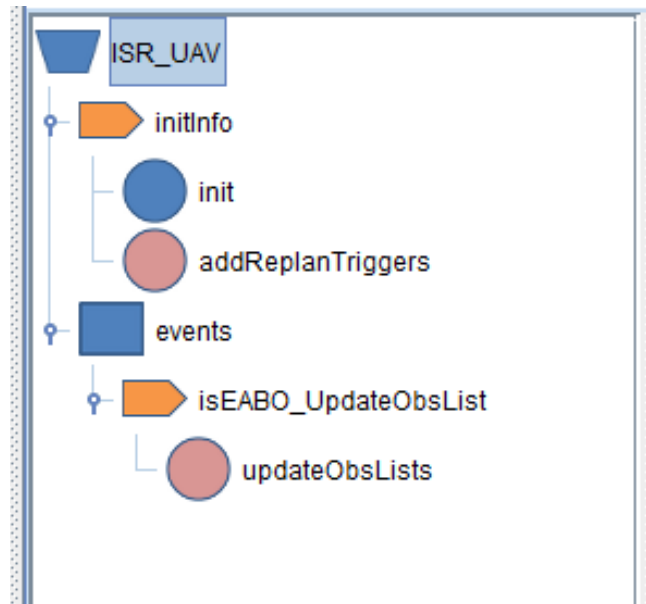 ISR_UAV
initInfo
init
addReplanTriggers
events
isEABO_UpdateObsList
updateObsLists